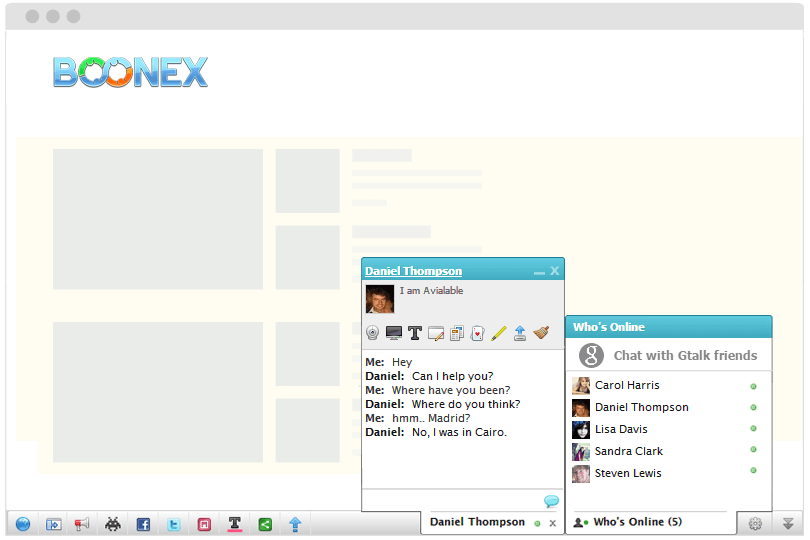 BOONEX
Daniel Thompson
I am Avialable
Me: Hey
Daniel: Can I help you?
Me: Where have you been?
Daniel: Where do you think?
Me: hmm.. Madrid?
Daniel: No, I was in Cairo.
Daniel Thompson x
Who's Online
g Chat with Gtalk friends
Carol Harris
Daniel Thompson
Lisa Davis
Sandra Clark
Steven Lewis
Who's Online (5)